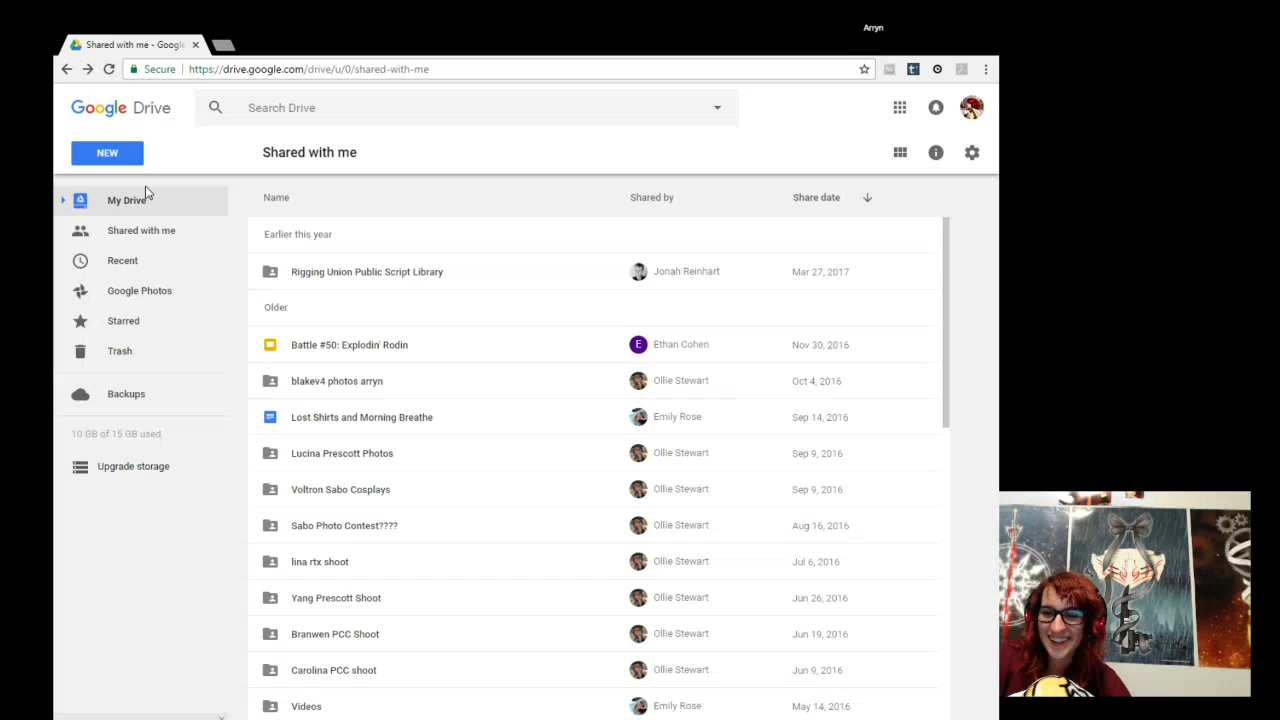 Arryn
Shared with me - Google
Secure https://drive.google.com/drive/u/0/shared-with-me
Google Drive Search Drive
NEW Shared with me
My Drive Name Shared by Share date
Shared with me Earlier this year
Recent Rigging Union Public Script Library Jonah Reinhart Mar 27, 2017
Google Photos
Starred Older
Trash E Battle #50: Explodin' Rodin Ethan Cohen Nov 30, 2016
Backups blakev4 photos arryn Ollie Stewart Oct 4, 2016
Lost Shirts and Morning Breathe Emily Rose Sep 14, 2016
10 GB of 15 GB used
Upgrade storage Lucina Prescott Photos Ollie Stewart Sep 9, 2016
Voltron Sabo Cosplays Ollie Stewart Sep 9, 2016
Sabo Photo Contest???? Ollie Stewart Aug 16, 2016
lina rtx shoot Ollie Stewart Jul 6, 2016
Yang Prescott Shoot Ollie Stewart Jun 26, 2016
Branwen PCC Shoot Ollie Stewart Jun 19, 2016
Carolina PCC shoot Ollie Stewart Jun 9, 2016
Videos Emily Rose May 14, 2016